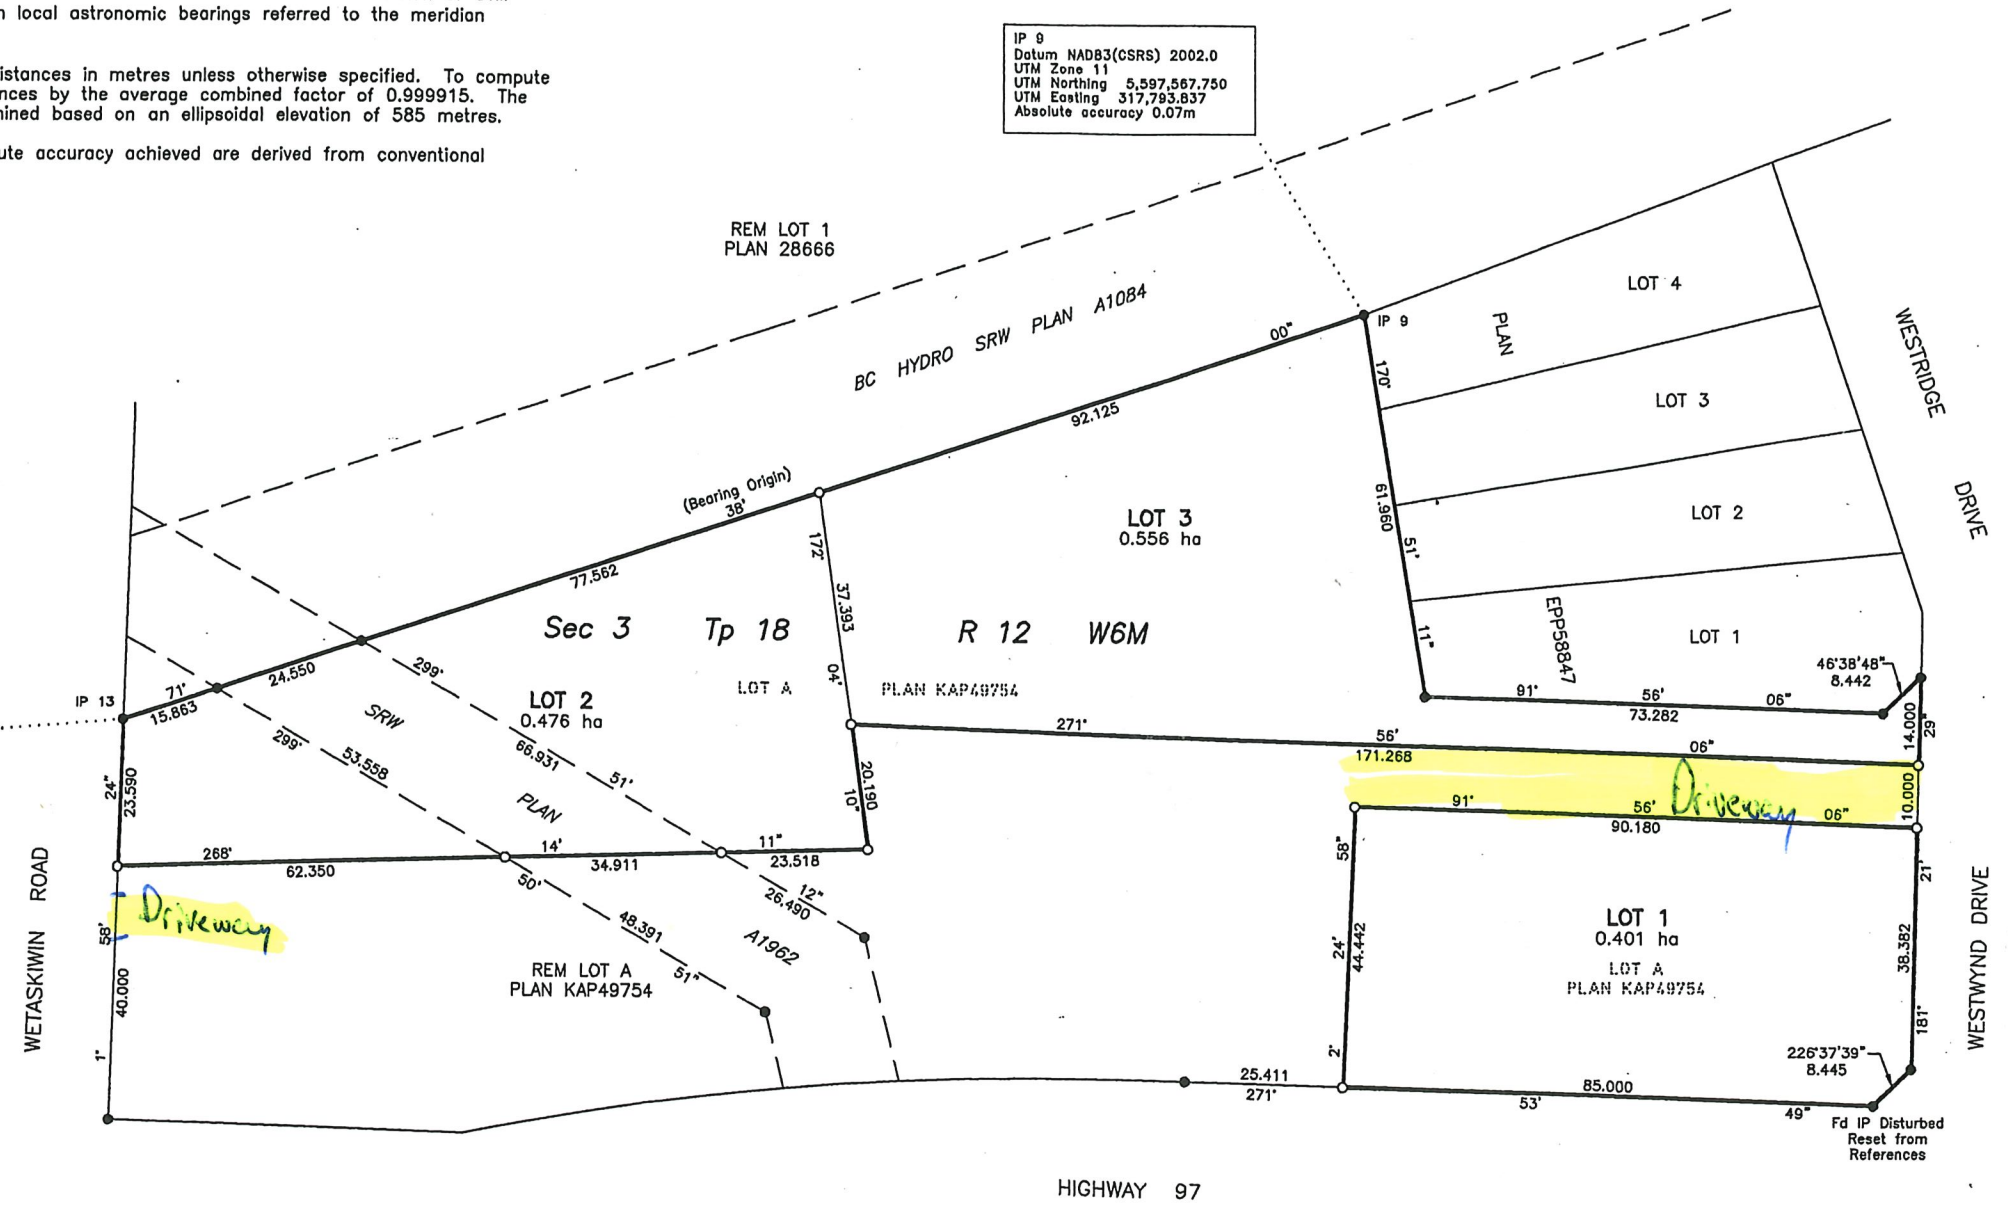 n local astronomic bearings referred to the meridian
istances in metres unless otherwise specified. To compute
nces by the average combined factor of 0.999915. The
nined based on an ellipsoidal elevation of 585 metres.
ute accuracy achieved are derived from conventional
IP 9
Datum NAD83(CSRS) 2002.0
UTM Zone 11
UTM Northing 5,597,567.750
UTM Easting 317,793.837
Absolute accuracy 0.07m
REM LOT 1
PLAN 28666
BC HYDRO SRW PLAN A1084
00"
IP 9
92.125
(Bearing Origin)
38'
77.562
24.550
71'
15.863
IP 13
LOT 4
PLAN
LOT 3
LOT 2
LOT 1
EPP58847
WESTRIDGE
DRIVE
170°
61.960
51'
11"
LOT 3
0.556 ha
172°
37.393
04'
20.190
10"
Sec 3 Tp 18 R 12 W6M
LOT A PLAN KAP49754
LOT 2
0.476 ha
299°
66.931
51'
SRW
PLAN
299°
53.558
24"
23.590
268°
62.350
14'
34.911
11"
23.518
50'
48.391
51"
12"
26.490
A1962
REM LOT A
PLAN KAP49754
Driveway
58'
40.000
1°
WETASKIWIN ROAD
46°38'48"
8.442
91° 56' 06"
73.282
14.000
29"
271° 56' 06"
171.268
Driveway
10.000
91° 56' 06"
90.180
58"
24'
44.442
2°
LOT 1
0.401 ha
LOT A
PLAN KAP49754
21'
38.382
181°
WESTWYND DRIVE
226°37'39"
8.445
25.411
271°
85.000
53' 49"
Fd IP Disturbed
Reset from
References
HIGHWAY 97